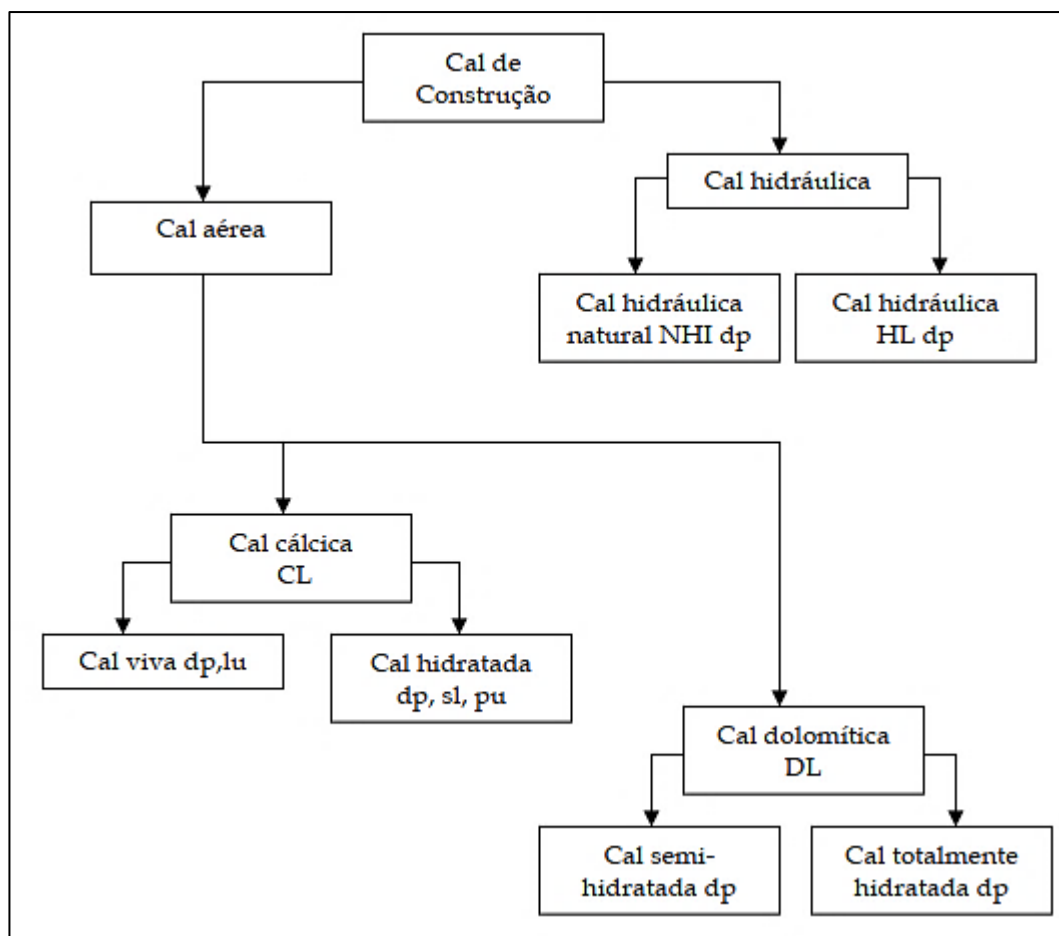 Cal de
Construção
Cal hidráulica
Cal aérea
Cal hidráulica
natural NHI dp
Cal hidráulica
HL dp
Cal cálcica
CL
Cal viva dp,lu
Cal hidratada
dp, sl, pu
Cal dolomítica
DL
Cal semi-
hidratada dp
Cal totalmente
hidratada dp